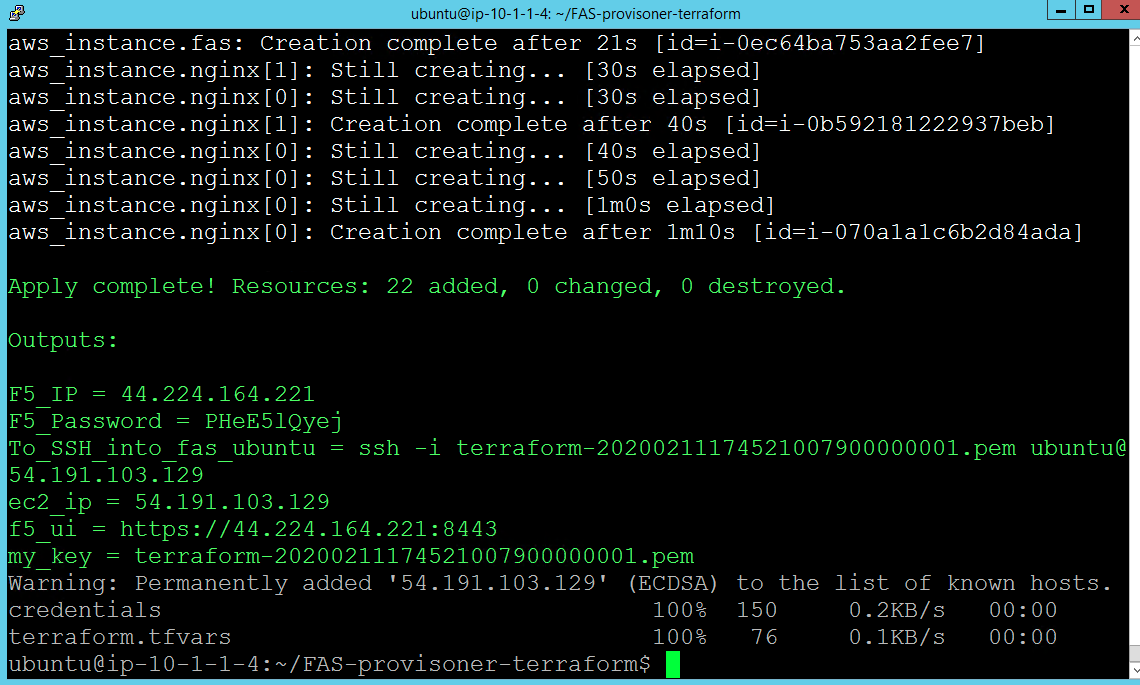 ubuntu@ip-10-1-1-4: ~/FAS-provisoner-terraform
aws_instance.fas: Creation complete after 21s [id=i-0ec64ba753aa2fee7]
aws_instance.nginx[1]: Still creating... [30s elapsed]
aws_instance.nginx[0]: Still creating... [30s elapsed]
aws_instance.nginx[1]: Creation complete after 40s [id=i-0b592181222937beb]
aws_instance.nginx[0]: Still creating... [40s elapsed]
aws_instance.nginx[0]: Still creating... [50s elapsed]
aws_instance.nginx[0]: Still creating... [1m0s elapsed]
aws_instance.nginx[0]: Creation complete after 1m10s [id=i-070a1a1c6b2d84ada]
Apply complete! Resources: 22 added, 0 changed, 0 destroyed.
Outputs:
F5_IP = 44.224.164.221
F5_Password = PHeE5lQyej
To_SSH_into_fas_ubuntu = ssh -i terraform-20200211174521007900000001.pem ubuntu@
54.191.103.129
ec2_ip = 54.191.103.129
f5_ui = https://44.224.164.221:8443
my_key = terraform-20200211174521007900000001.pem
Warning: Permanently added '54.191.103.129' (ECDSA) to the list of known hosts.
credentials 100% 150 0.2KB/s 00:00
terraform.tfvars 100% 76 0.1KB/s 00:00
ubuntu@ip-10-1-1-4:~/FAS-provisoner-terraform$